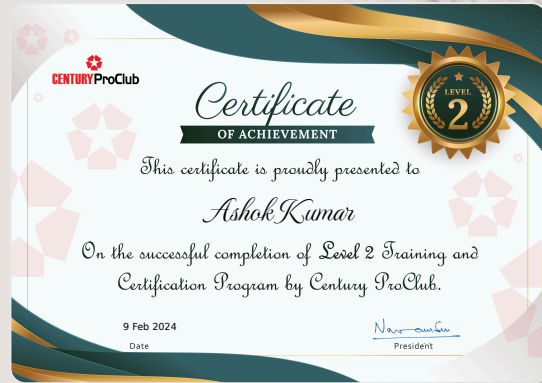 CENTURY ProClub
Certificate
OF ACHIEVEMENT
LEVEL
2
This certificate is proudly presented to
Ashok Kumar
On the successful completion of Level 2 Training and
Certification Program by Century ProClub.
9 Feb 2024
Date
President